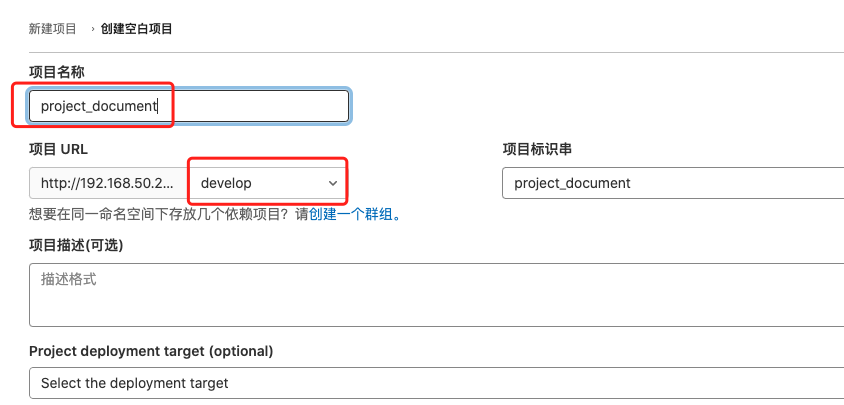 新建项目 › 创建空白项目
项目名称
project_document
项目 URL
项目标识串
http://192.168.50.2... develop
project_document
想要在同一命名空间下存放几个依赖项目？请创建一个群组。
项目描述(可选)
描述格式
Project deployment target (optional)
Select the deployment target